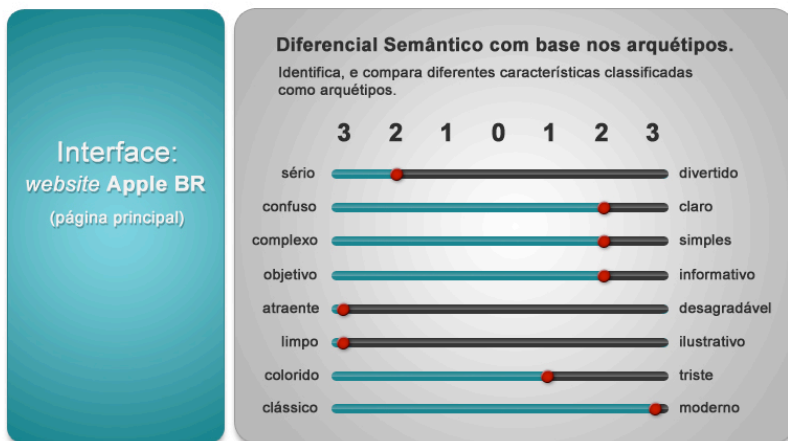 Interface:
website Apple BR
(página principal)
Diferencial Semântico com base nos arquétipos.
Identifica, e compara diferentes características classificadas
como arquétipos.
3 2 1 0 1 2 3
sério divertido
confuso claro
complexo simples
objetivo informativo
atraente desagradável
limpo ilustrativo
colorido triste
clássico moderno